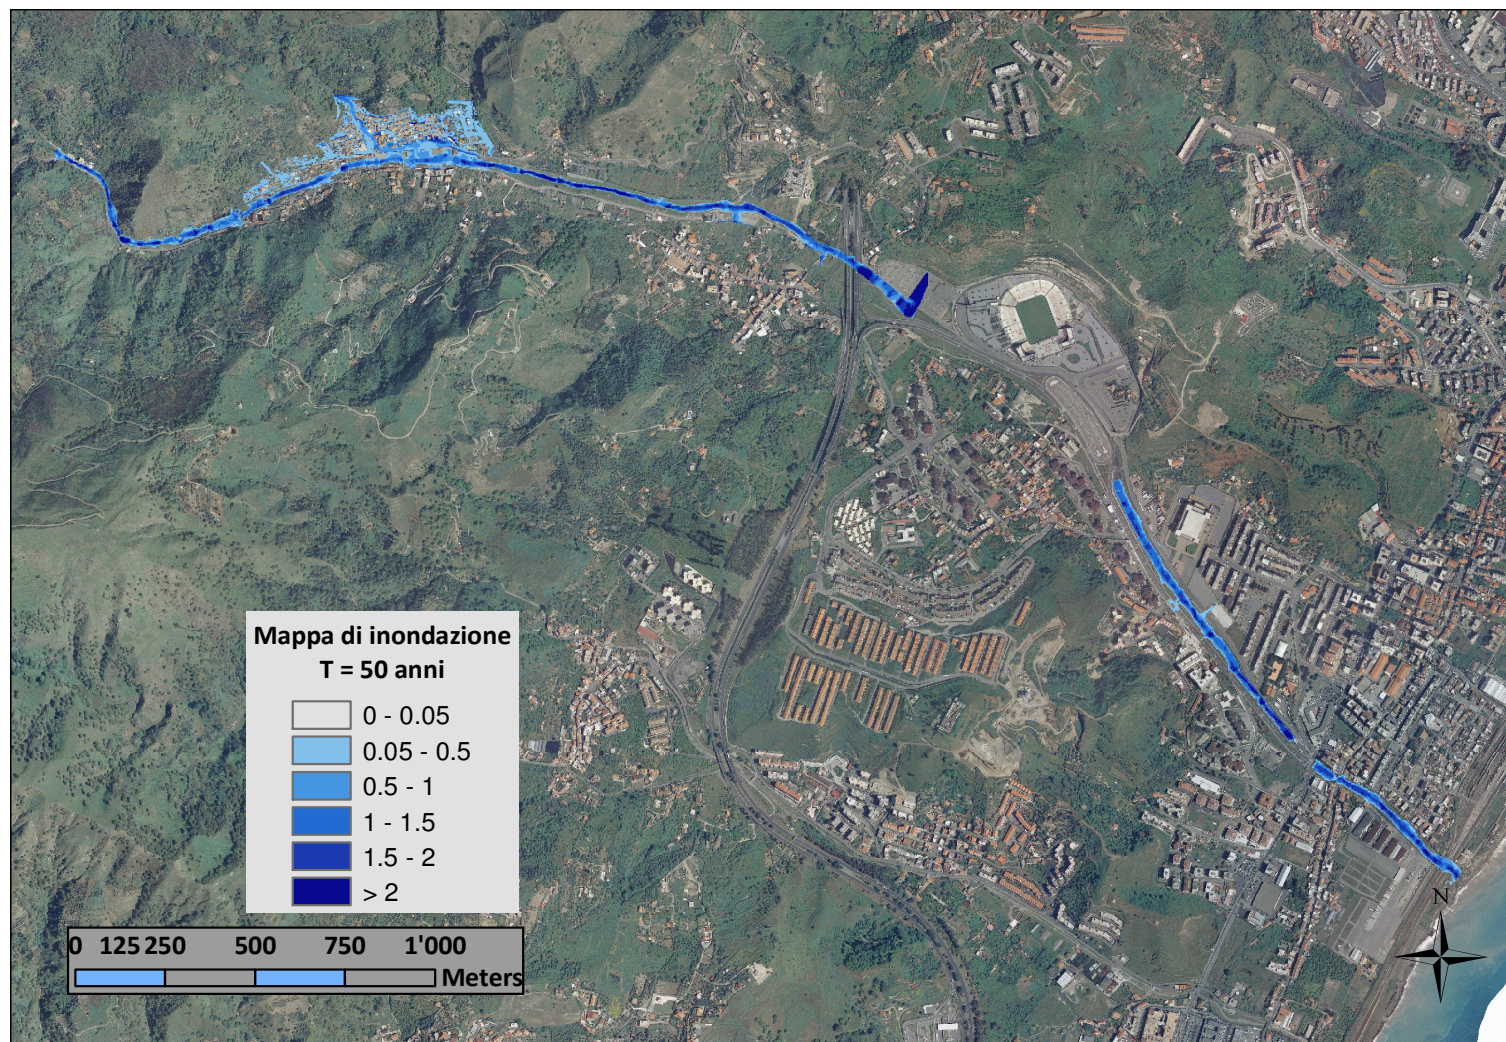 Mappa di inondazione
T = 50 anni
0 - 0.05
0.05 - 0.5
0.5 - 1
1 - 1.5
1.5 - 2
> 2
0 125 250 500 750 1'000
Meters
N